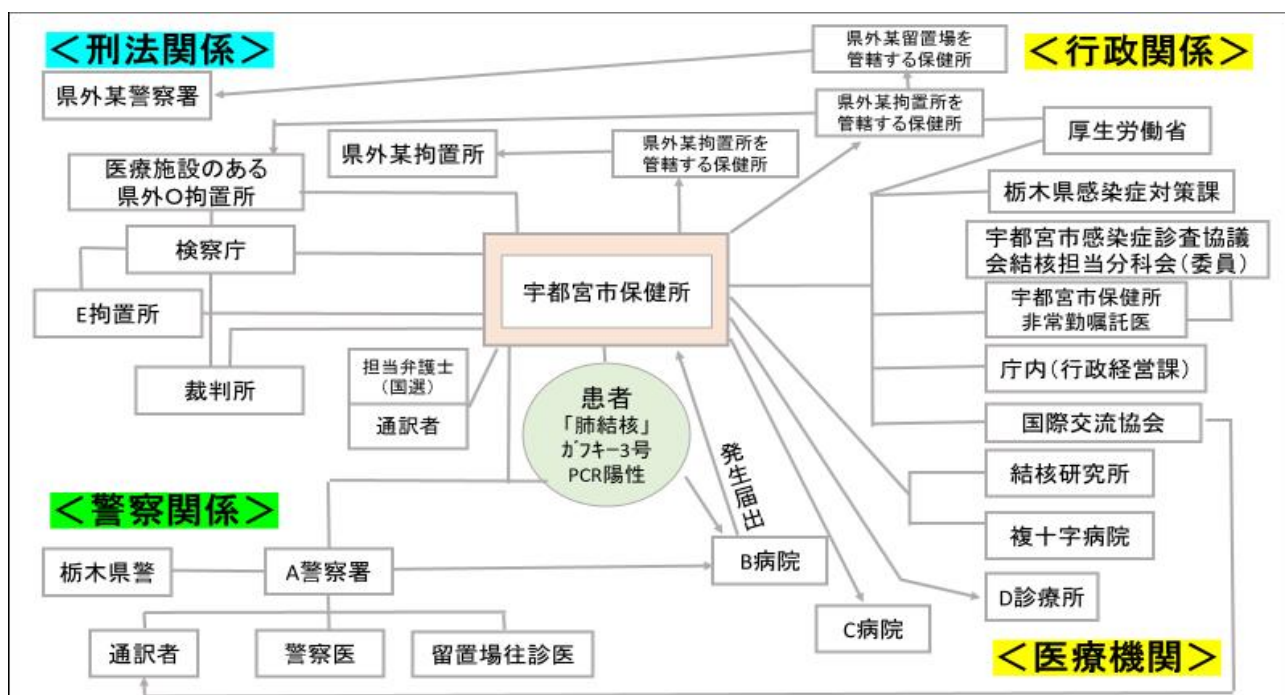 ＜刑法関係＞
県外某警察署
県外某留置場を
管轄する保健所
＜行政関係＞
県外某拘置所を
管轄する保健所
厚生労働省
県外某拘置所
県外某拘置所を
管轄する保健所
医療施設のある
県外O拘置所
栃木県感染症対策課
検察庁
宇都宮市感染症診査協議
会結核担当分科会（委員）
宇都宮市保健所
E拘置所
宇都宮市保健所
非常勤嘱託医
裁判所
担当弁護士
（国選）
通訳者
患者
「肺結核」
ｶﾞﾌｷｰ3号
PCR陽性
庁内（行政経営課）
国際交流協会
発生届出
結核研究所
＜警察関係＞
複十字病院
栃木県警
A警察署
B病院
D診療所
C病院
通訳者
警察医
留置場往診医
＜医療機関＞